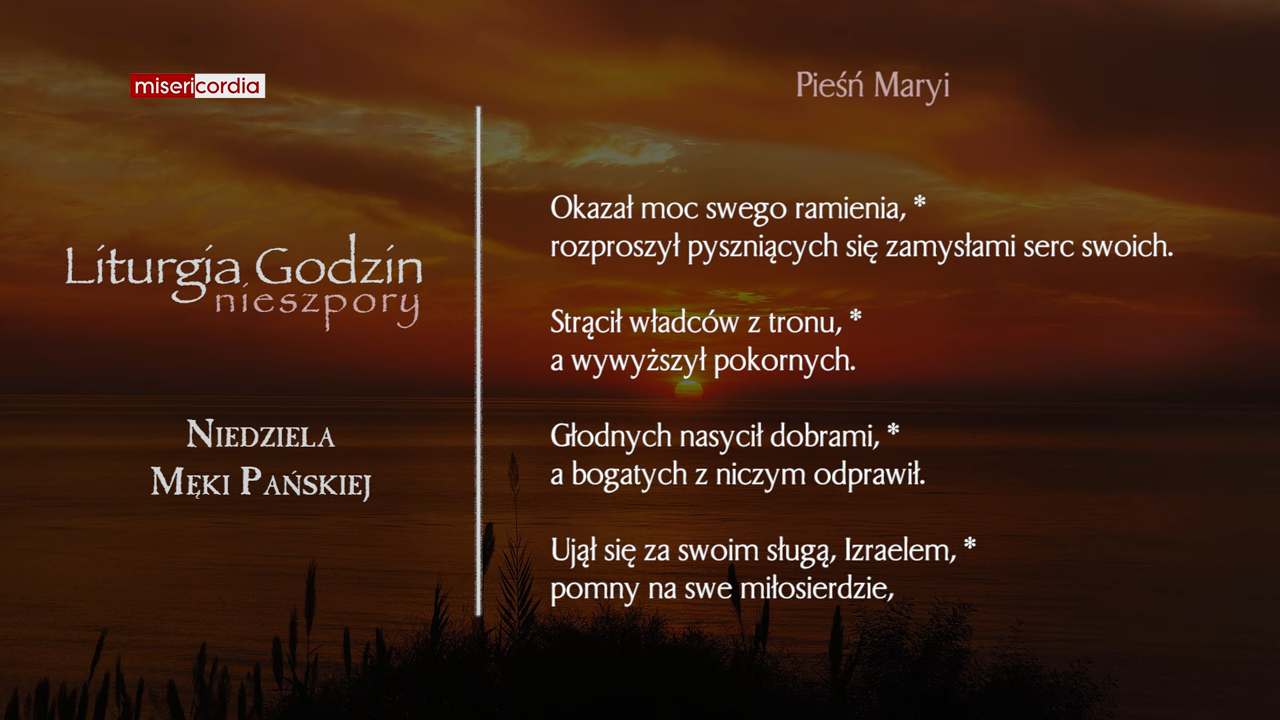 misericordia
Pieśń Maryi
Liturgia Godzin
nieszpory
Niedziela
Męki Pańskiej
Okazał moc swego ramienia, *
rozproszył pyszniących się zamysłami serc swoich.
Strącił władców z tronu, *
a wywyższył pokornych.
Głodnych nasycił dobrami, *
a bogatych z niczym odprawił.
Ujął się za swoim sługą, Izraelem, *
pomny na swe miłosierdzie,